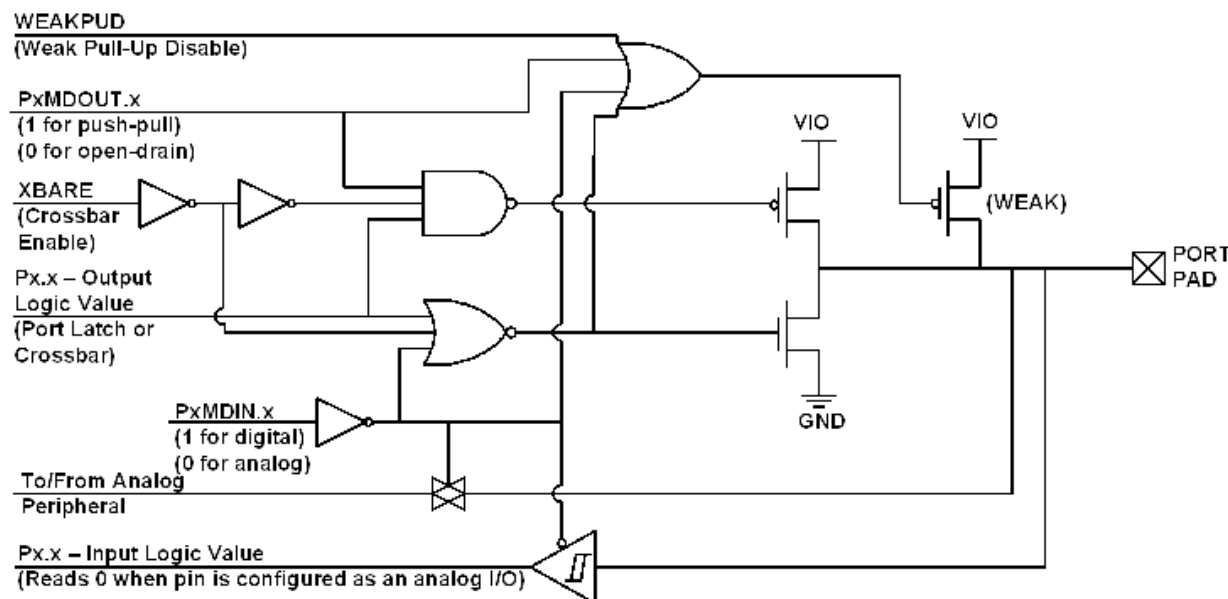 WEAKPUD
(Weak Pull-Up Disable)
PxMDOUT.x
(1 for push-pull)
(0 for open-drain)
XBARE
(Crossbar
Enable)
Px.x – Output
Logic Value
(Port Latch or
Crossbar)
PxMDIN.x
(1 for digital)
(0 for analog)
To/From Analog
Peripheral
Px.x – Input Logic Value
(Reads 0 when pin is configured as an analog I/O)
VIO
VIO
(WEAK)
PORT
PAD
GND